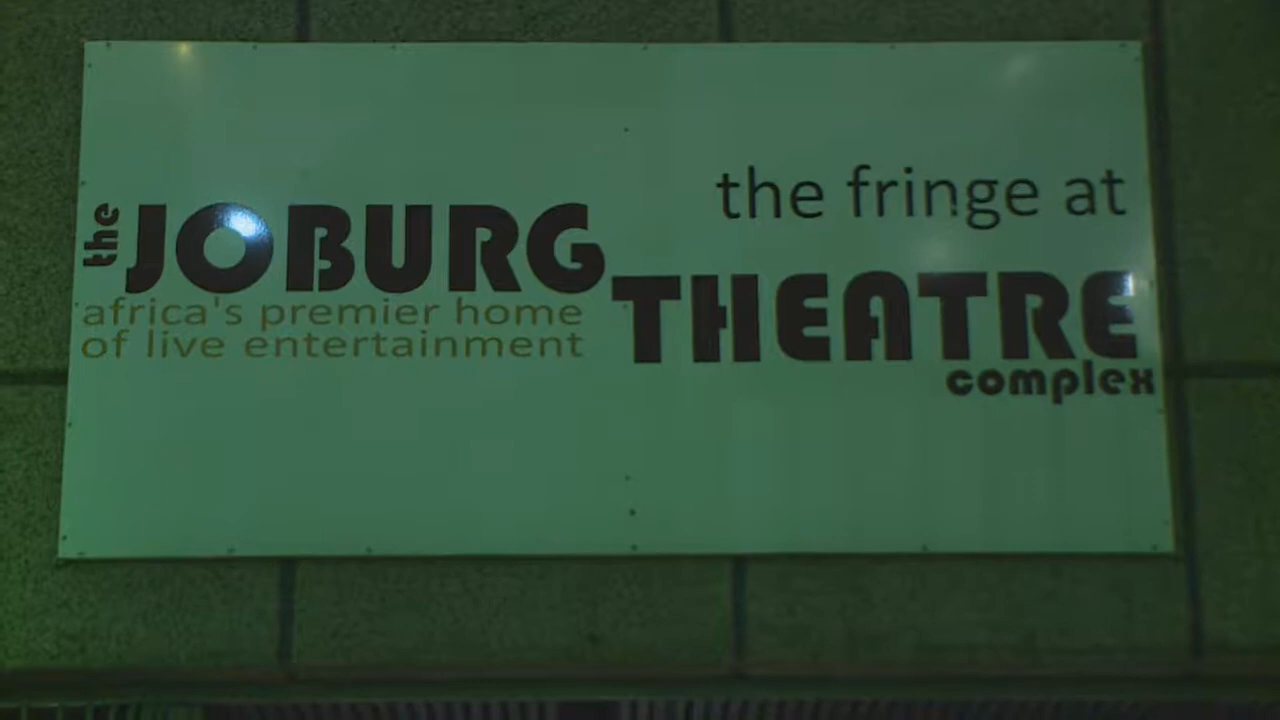 the fringe at
the JOBURG
THEATRE
africa's premier home
of live entertainment
complex